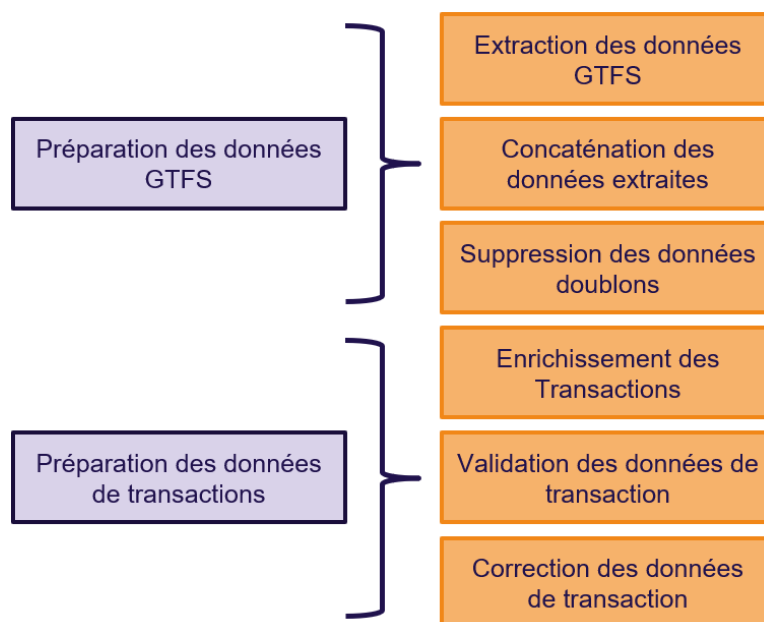 Préparation des données
GTFS
Extraction des données
GTFS
Concaténation des
données extraites
Suppression des données
doublons
Préparation des données
de transactions
Enrichissement des
Transactions
Validation des données de
transaction
Correction des données
de transaction